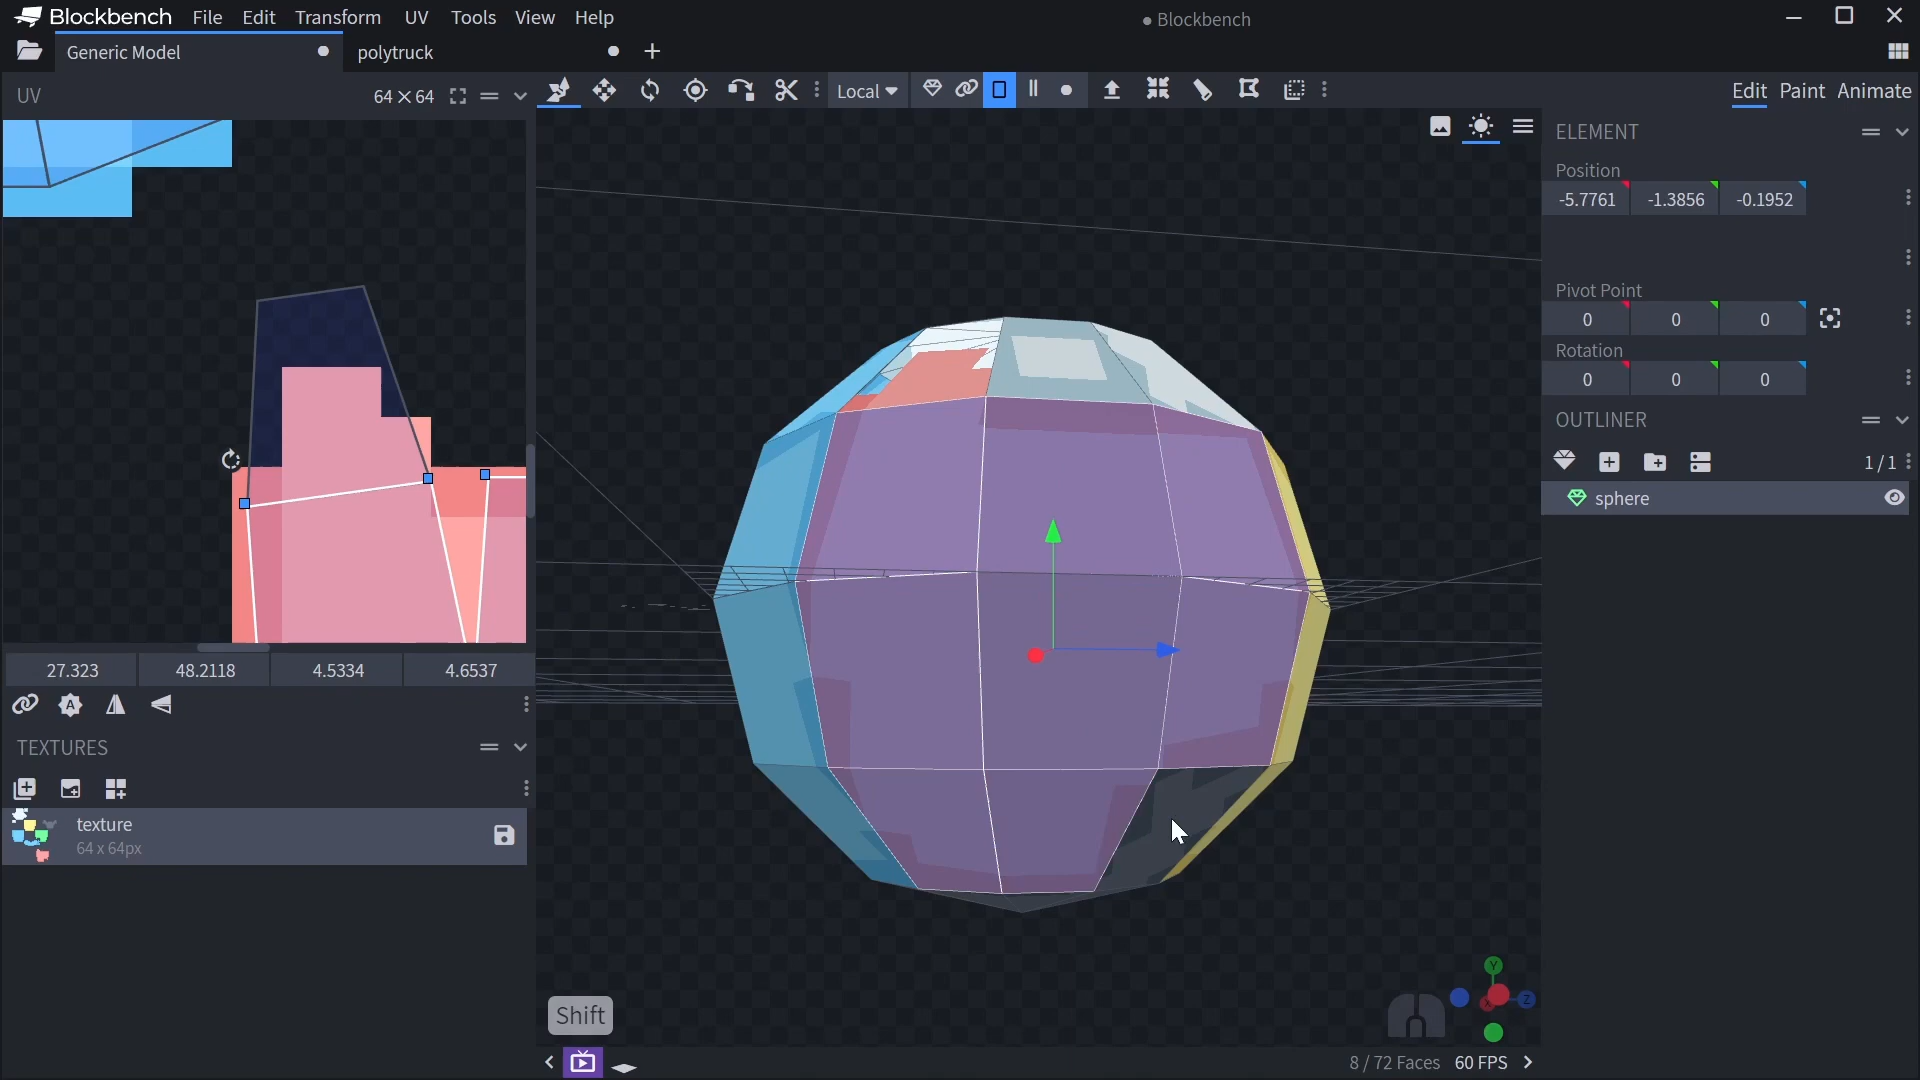 Blockbench File Edit Transform UV Tools View Help
● Blockbench
Generic Model
polytruck
UV
64×64
Local
Edit Paint Animate
ELEMENT
Position
-5.7761 -1.3856 -0.1952
Pivot Point
0 0 0
Rotation
0 0 0
OUTLINER
1/1
sphere
27.323 48.2118 4.5334 4.6537
TEXTURES
texture
64 x 64px
Shift
Y
Z
8 / 72 Faces 60 FPS